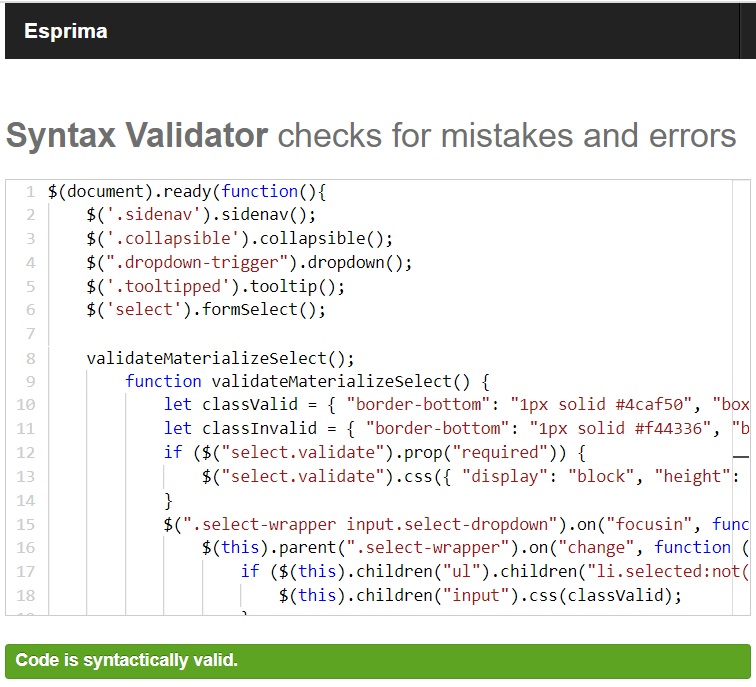 Esprima
Syntax Validator checks for mistakes and errors
1 $(document).ready(function(){
2 $('.sidenav').sidenav();
3 $('.collapsible').collapsible();
4 $(".dropdown-trigger").dropdown();
5 $('.tooltipped').tooltip();
6 $('select').formSelect();
7
8 validateMaterializeSelect();
9 function validateMaterializeSelect() {
10 let classValid = { "border-bottom": "1px solid #4caf50", "box
11 let classInvalid = { "border-bottom": "1px solid #f44336", "b
12 if ($("select.validate").prop("required")) {
13 $("select.validate").css({ "display": "block", "height":
14 }
15 $(".select-wrapper input.select-dropdown").on("focusin", func
16 $(this).parent(".select-wrapper").on("change", function (
17 if ($(this).children("ul").children("li.selected:not(
18 $(this).children("input").css(classValid);
Code is syntactically valid.